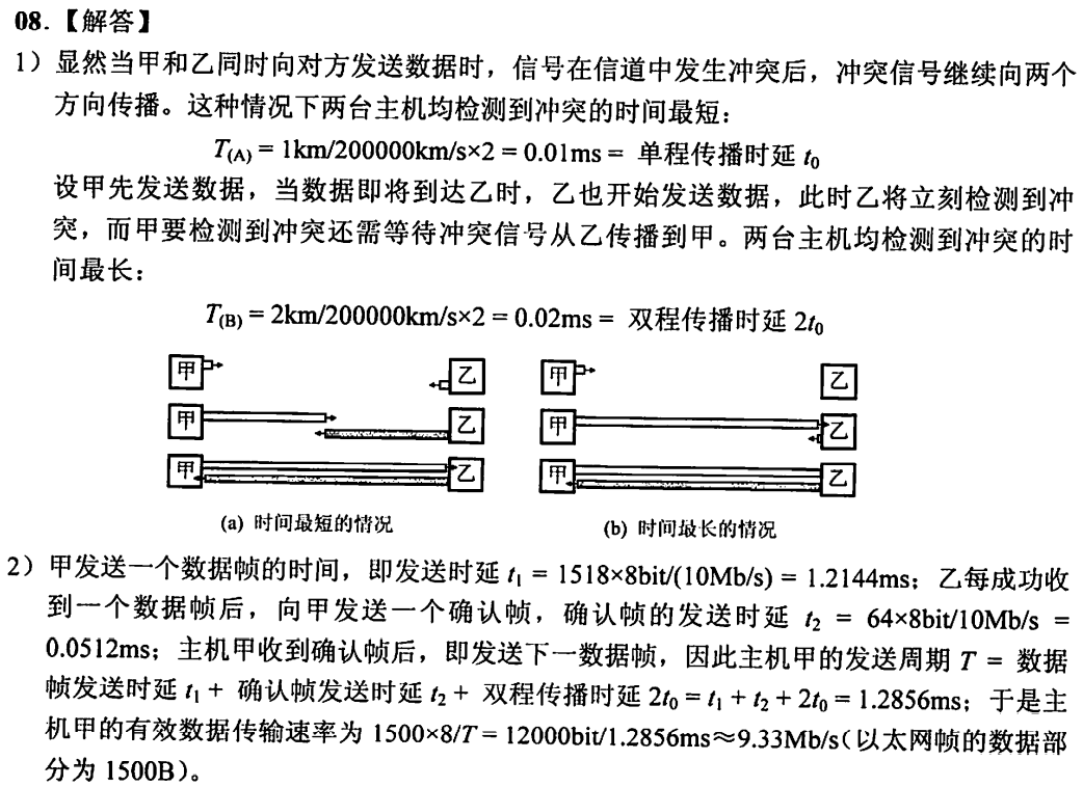 08.【解答】
1）显然当甲和乙同时向对方发送数据时，信号在信道中发生冲突后，冲突信号继续向两个
方向传播。这种情况下两台主机均检测到冲突的时间最短：
T(A) = 1km/200000km/s×2 = 0.01ms = 单程传播时延 t0
设甲先发送数据，当数据即将到达乙时，乙也开始发送数据，此时乙将立刻检测到冲
突，而甲要检测到冲突还需等待冲突信号从乙传播到甲。两台主机均检测到冲突的时
间最长：
T(B) = 2km/200000km/s×2 = 0.02ms = 双程传播时延 2t0
甲 乙 甲 乙
甲 乙 甲 乙
甲 乙 甲 乙
(a) 时间最短的情况 (b) 时间最长的情况
2）甲发送一个数据帧的时间，即发送时延 t1 = 1518×8bit/(10Mb/s) = 1.2144ms；乙每成功收
到一个数据帧后，向甲发送一个确认帧，确认帧的发送时延 t2 = 64×8bit/10Mb/s =
0.0512ms；主机甲收到确认帧后，即发送下一数据帧，因此主机甲的发送周期 T = 数据
帧发送时延 t1 + 确认帧发送时延 t2 + 双程传播时延 2t0 = t1 + t2 + 2t0 = 1.2856ms；于是主
机甲的有效数据传输速率为 1500×8/T = 12000bit/1.2856ms≈9.33Mb/s（以太网帧的数据部
分为 1500B）。